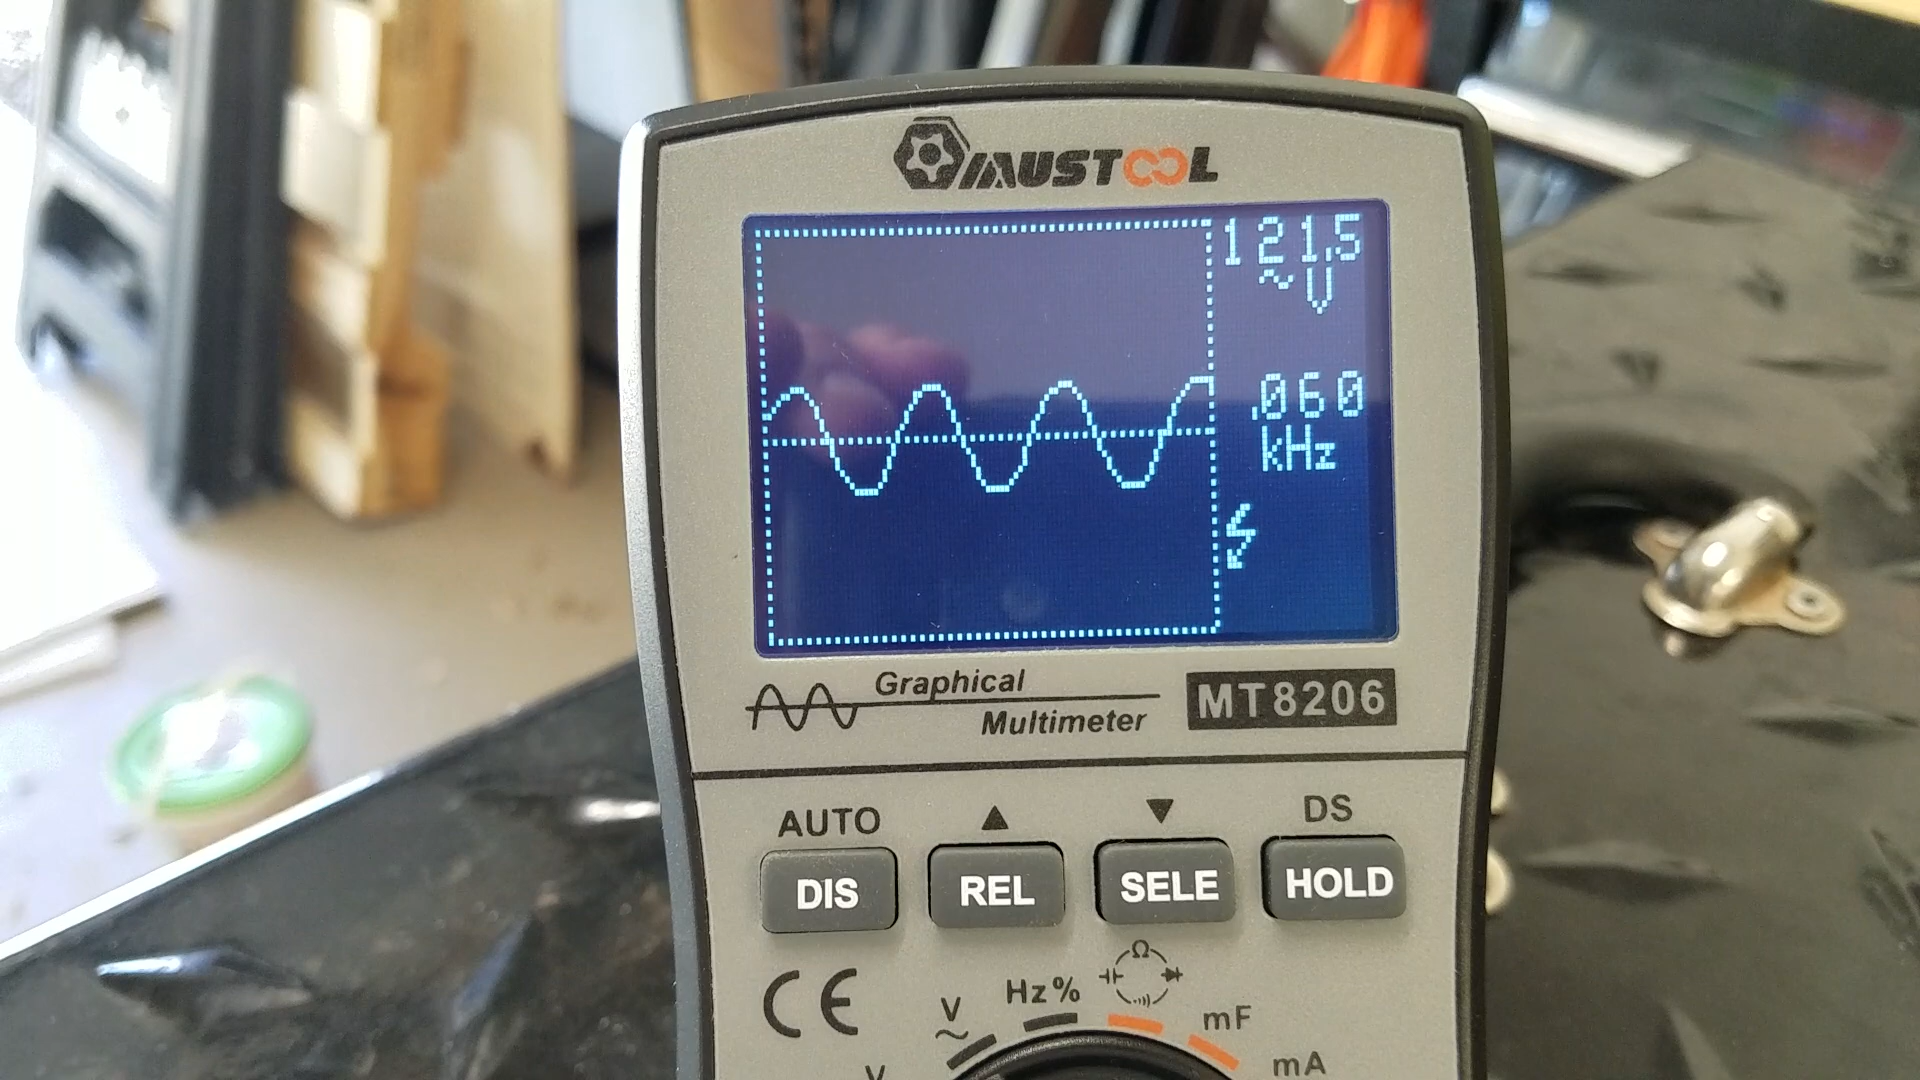 MUSTOOL
121.5
~ V
.060
kHz
Graphical
Multimeter
MT8206
AUTO ▲ ▼ DS
DIS REL SELE HOLD
CE
V
V
~
Hz%
Ω
mF
mA